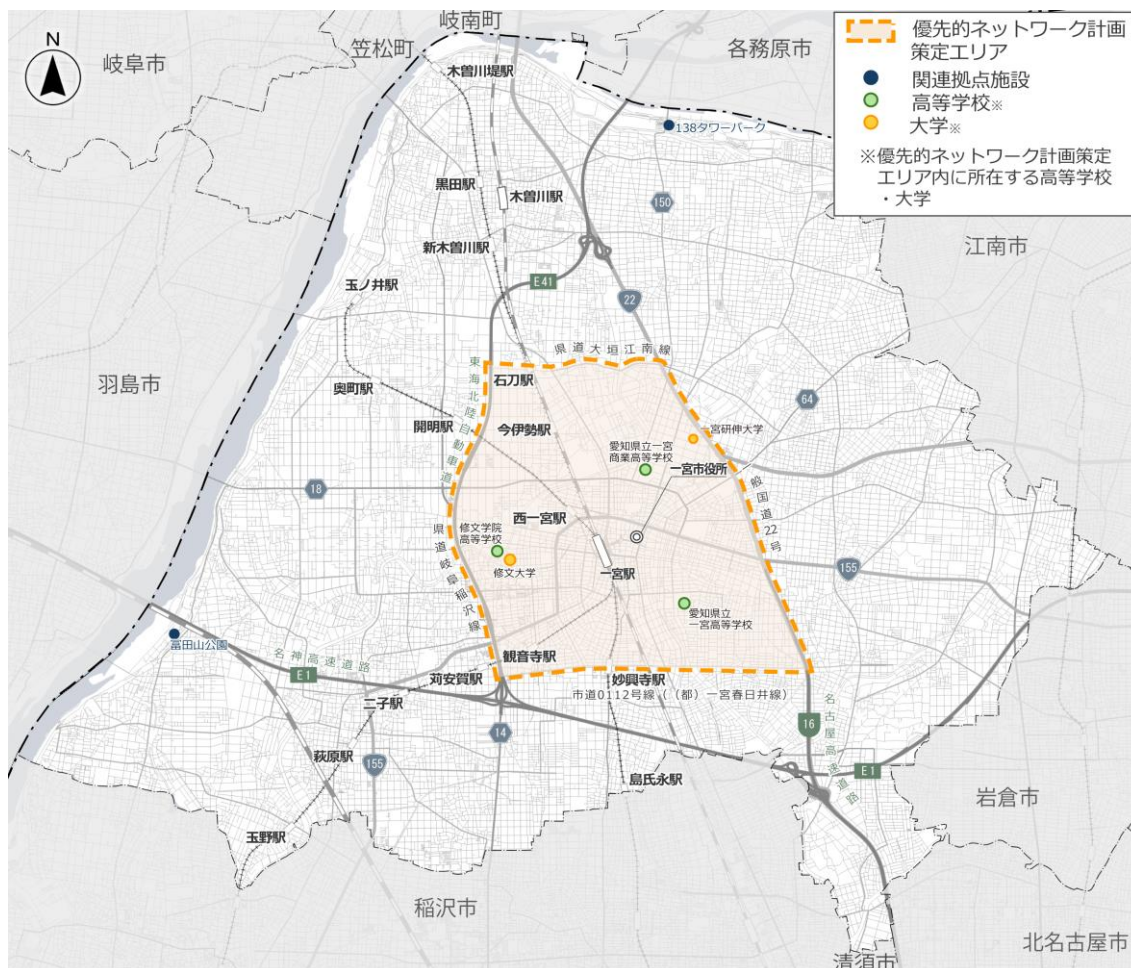 岐南町
笠松町
岐阜市
各務原市
N
木曽川堤駅
138タワーパーク
優先的ネットワーク計画
策定エリア
関連拠点施設
高等学校※
大学※
※優先的ネットワーク計画策定
エリア内に所在する高等学校
・大学
黒田駅
木曽川駅
150
新木曽川駅
江南市
玉ノ井駅
E41
22
県道大垣江南線
羽島市
石刀駅
東海北陸自動車道
奥町駅
64
開明駅
今伊勢駅
一宮研伸大学
愛知県立一宮
商業高等学校
一宮市役所
18
西一宮駅
一般国道22号
修文学院
高等学校
県道岐阜稲沢線
修文大学
一宮駅
155
愛知県立
一宮高等学校
冨田山公園
名神高速道路
E1
観音寺駅
苅安賀駅
妙興寺駅
市道0112号線((都)一宮春日井線)
二子駅
14
16
名古屋高速道路
萩原駅
155
島氏永駅
E1
岩倉市
玉野駅
稲沢市
北名古屋市
清須市